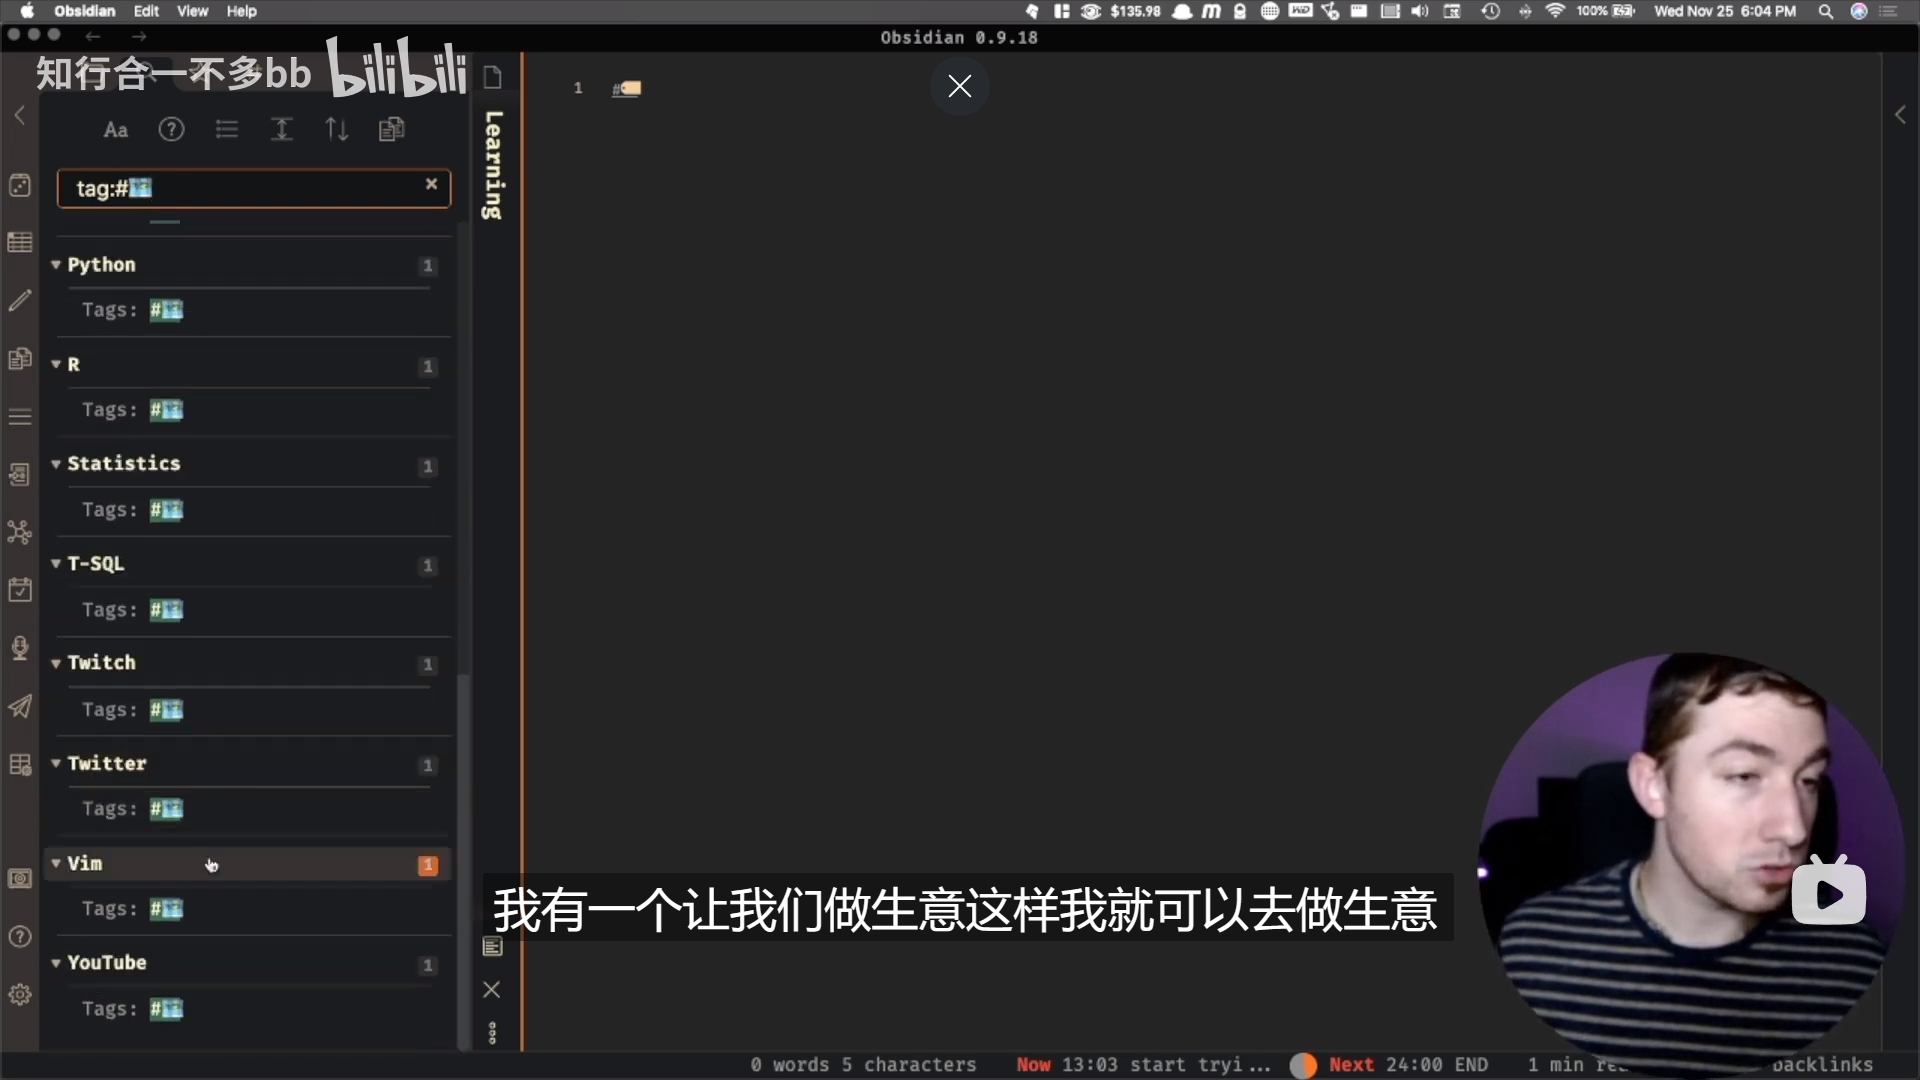 Obsidian Edit View Help
$135.98
100%
Wed Nov 25 6:04 PM
Obsidian 0.9.18
知行合一不多bb bilibili
Aa
tag:#🗺️
Python 1
Tags: #🗺️
R 1
Tags: #🗺️
Statistics 1
Tags: #🗺️
T-SQL 1
Tags: #🗺️
Twitch 1
Tags: #🗺️
Twitter 1
Tags: #🗺️
Vim 1
Tags: #🗺️
YouTube 1
Tags: #🗺️
Learning
1 #🏷️
我有一个让我们做生意这样我就可以去做生意
0 words 5 characters
Now 13:03 start tryi...
Next 24:00 END
1 min
backlinks